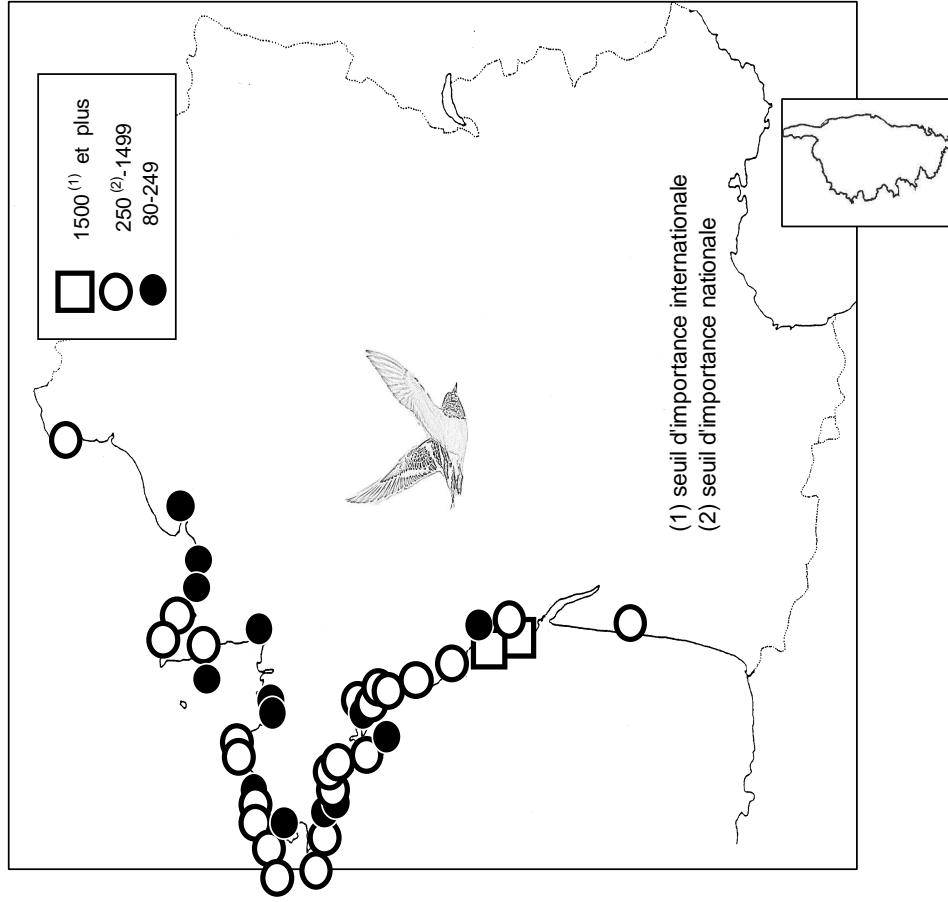 1500 (1) et plus
250 (2)-1499
80-249
(1) seuil d'importance internationale
(2) seuil d'importance nationale